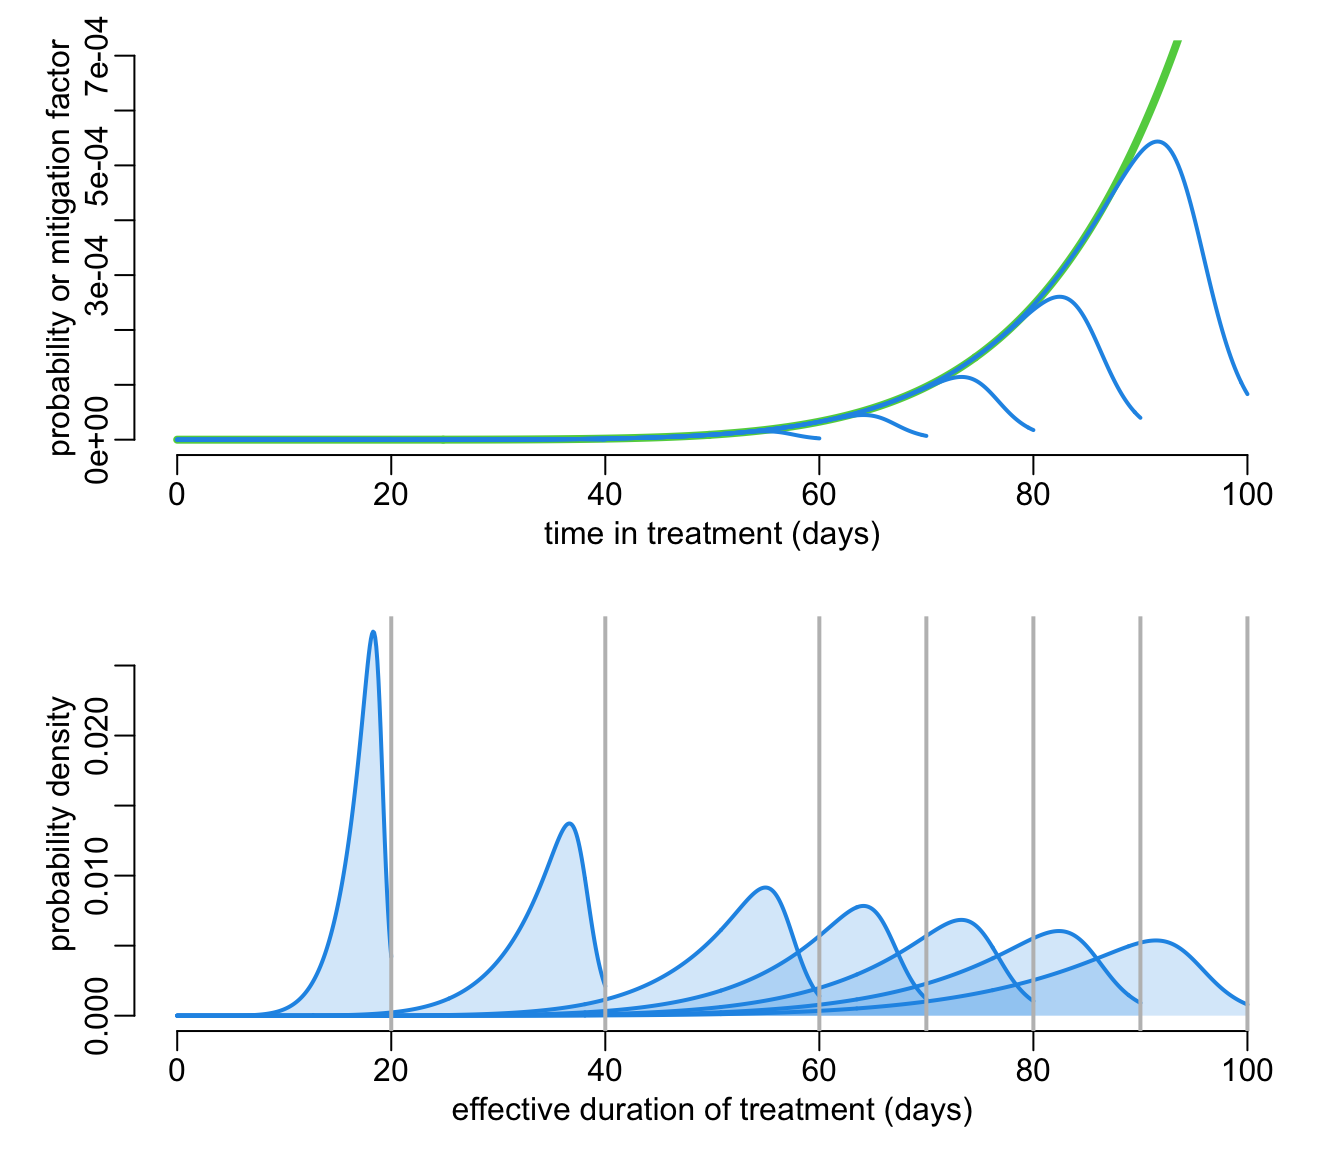 probability or mitigation factor
7e-04
5e-04
3e-04
0e+00
0 20 40 60 80 100
time in treatment (days)
probability density
0.020
0.010
0.000
0 20 40 60 80 100
effective duration of treatment (days)